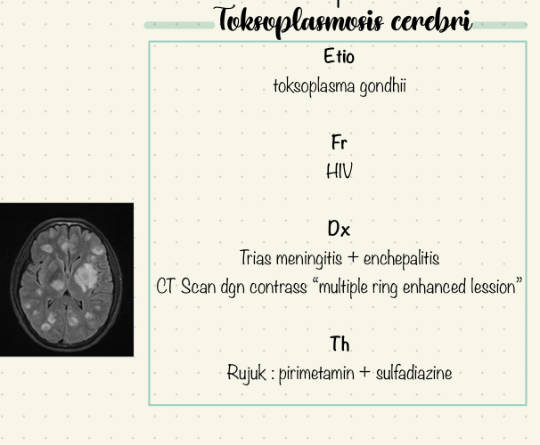 Toksoplasmosis cerebri
Etio
toksoplasma gondhii
Fr
HIV
Dx
Trias meningitis + enchepalitis
CT Scan dgn contrass “multiple ring enhanced lession”
Th
Rujuk : pirimetamin + sulfadiazine